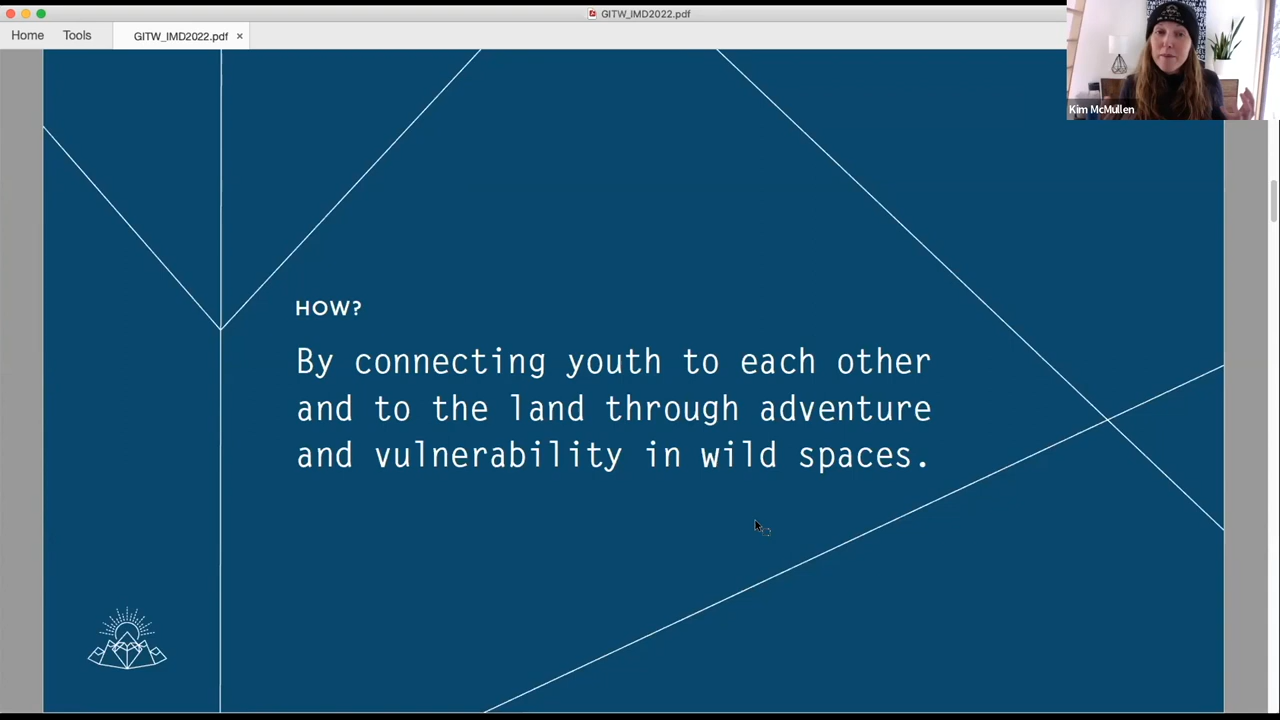 GITW_IMD2022.pdf
Home
Tools
GITW_IMD2022.pdf
×
Kim McMullen
HOW?
By connecting youth to each other
and to the land through adventure
and vulnerability in wild spaces.